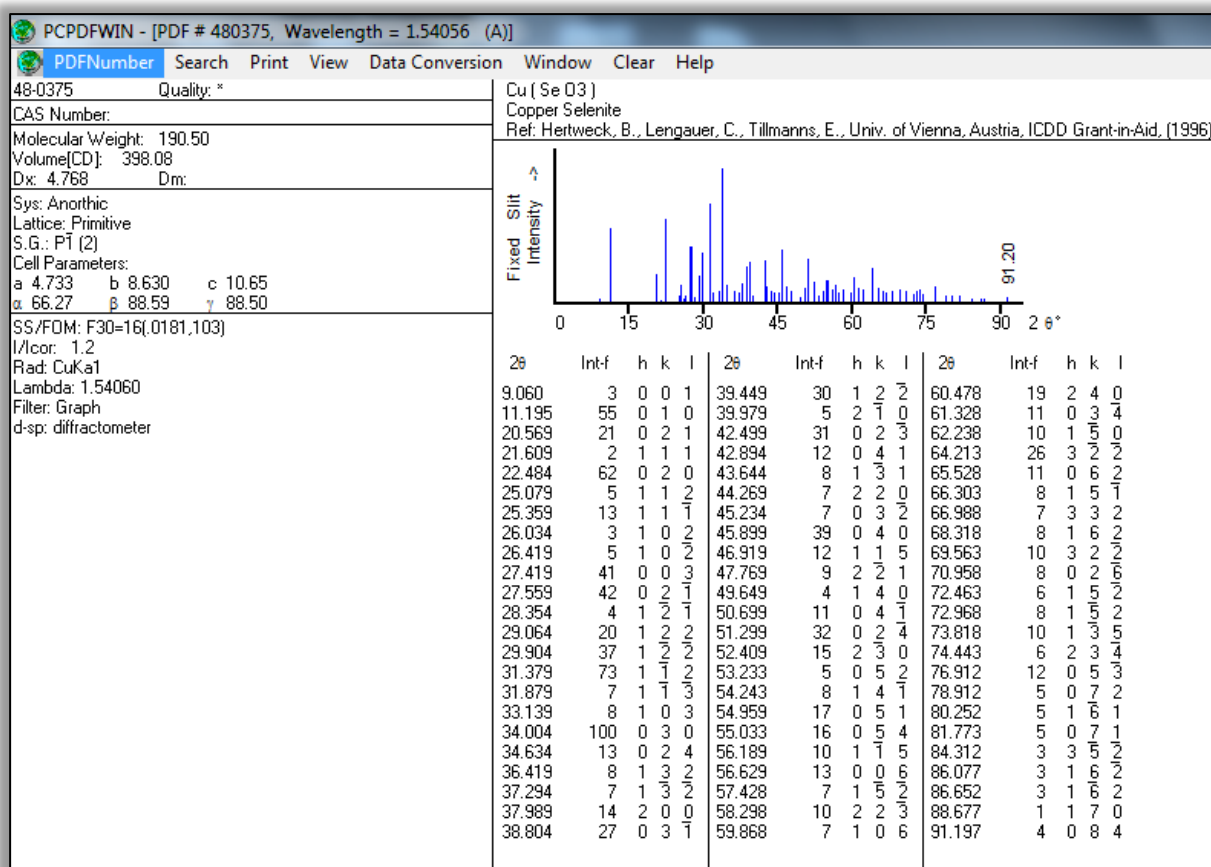 PCPDFWIN - [PDF # 480375, Wavelength = 1.54056 (A)]
PDFNumber Search Print View Data Conversion Window Clear Help
48-0375 Quality: *
CAS Number:
Molecular Weight: 190.50
Volume[CD]: 398.08
Dx: 4.768 Dm:
Sys: Anorthic
Lattice: Primitive
S.G.: P1̄ (2)
Cell Parameters:
a 4.733 b 8.630 c 10.65
α 66.27 β 88.59 γ 88.50
SS/FOM: F30=16(.0181,103)
I/Icor: 1.2
Rad: CuKa1
Lambda: 1.54060
Filter: Graph
d-sp: diffractometer
Cu ( Se O3 )
Copper Selenite
Ref: Hertweck, B., Lengauer, C., Tillmanns, E., Univ. of Vienna, Austria, ICDD Grant-in-Aid, (1996)
Fixed Slit
Intensity ->
91.20
0 15 30 45 60 75 90 2 θ°
2θ Int-f h k l 2θ Int-f h k l 2θ Int-f h k l
9.060 3 0 0 1 39.449 30 1 2 2̄ 60.478 19 2 4 0
11.195 55 0 1 0 39.979 5 2 1̄ 0 61.328 11 0 3 4̄
20.569 21 0 2 1 42.499 31 0 2 3̄ 62.238 10 1 5̄ 0
21.609 2 1 1 1 42.894 12 0 4 1 64.213 26 3 2̄ 2̄
22.484 62 0 2 0 43.644 8 1 3̄ 1 65.528 11 0 6 2
25.079 5 1 1 2 44.269 7 2 2 0 66.303 8 1 5 1̄
25.359 13 1 1 1̄ 45.234 7 0 3 2̄ 66.988 7 3 3 2
26.034 3 1 0 2 45.899 39 0 4 0 68.318 8 1 6 2
26.419 5 1 0 2̄ 46.919 12 1 1 5 69.563 10 3 2 2̄
27.419 41 0 0 3 47.769 9 2 2̄ 1 70.958 8 0 2 6̄
27.559 42 0 2 1̄ 49.649 4 1 4 0 72.463 6 1 5 2̄
28.354 4 1 2̄ 1 50.699 11 0 4 1̄ 72.968 8 1 5̄ 2
29.064 20 1 2 2 51.299 32 0 2 4̄ 73.818 10 1 3̄ 5
29.904 37 1 2̄ 2̄ 52.409 15 2 3̄ 0 74.443 6 2 3 4̄
31.379 73 1 1̄ 2 53.233 5 0 5 2 76.912 12 0 5 3̄
31.879 7 1 1̄ 3̄ 54.243 8 1 4 1̄ 78.912 5 0 7 2
33.139 8 1 0 3 54.959 17 0 5 1 80.252 5 1 6̄ 1
34.004 100 0 3 0 55.033 16 0 5 4 81.773 5 0 7 1
34.634 13 0 2 4 56.189 10 1 1̄ 5 84.312 3 3 5 2̄
36.419 8 1 3 2 56.629 13 0 0 6 86.077 3 1 6 2̄
37.294 7 1 3̄ 2̄ 57.428 7 1 5̄ 2̄ 86.652 3 1 6̄ 2
37.989 14 2 0 0 58.298 10 2 2 3̄ 88.677 1 1 7 0
38.804 27 0 3 1̄ 59.868 7 1 0 6 91.197 4 0 8 4